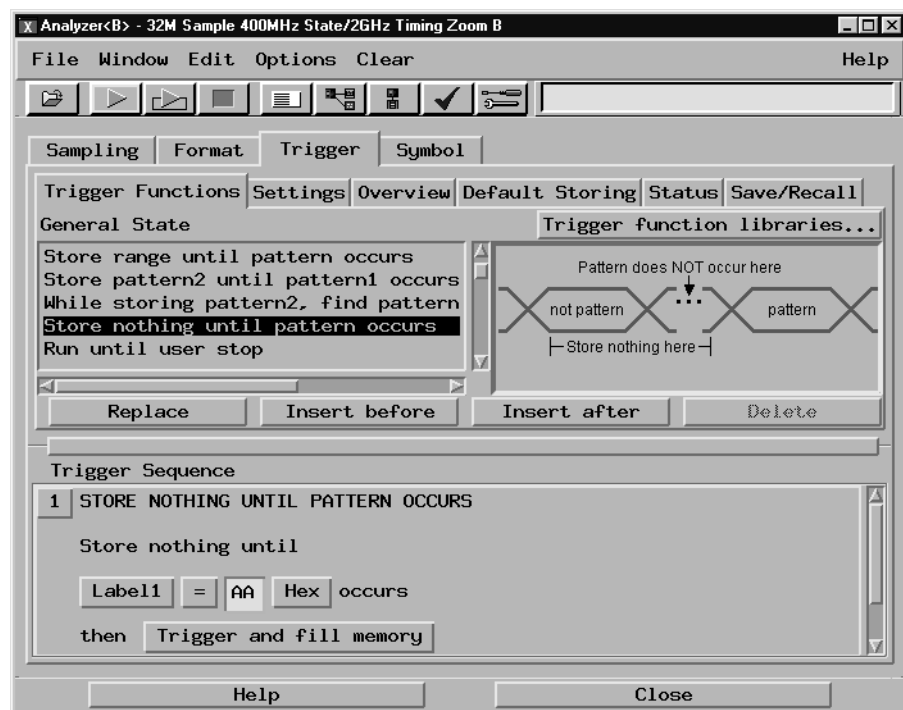 Analyzer<B> - 32M Sample 400MHz State/2GHz Timing Zoom B
File Window Edit Options Clear Help
Sampling Format Trigger Symbol
Trigger Functions Settings Overview Default Storing Status Save/Recall
General State Trigger function libraries...
Store range until pattern occurs
Store pattern2 until pattern1 occurs
While storing pattern2, find pattern
Store nothing until pattern occurs
Run until user stop
Pattern does NOT occur here
not pattern ... pattern
Store nothing here
Replace Insert before Insert after Delete
Trigger Sequence
1 STORE NOTHING UNTIL PATTERN OCCURS
Store nothing until
Label1 = AA Hex occurs
then Trigger and fill memory
Help Close